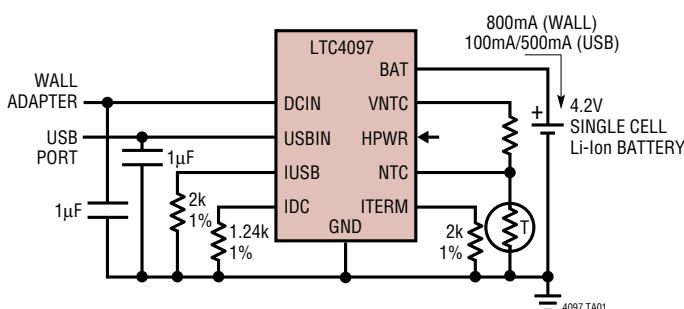 800mA (WALL)
100mA/500mA (USB)
LTC4097
BAT
WALL
ADAPTER
DCIN
VNTC
+
4.2V
SINGLE CELL
Li-Ion BATTERY
USB
PORT
USBIN
HPWR
1µF
IUSB
NTC
2k
1%
1µF
IDC
ITERM
GND
1.24k
1%
2k
1%
T
4097 TA01